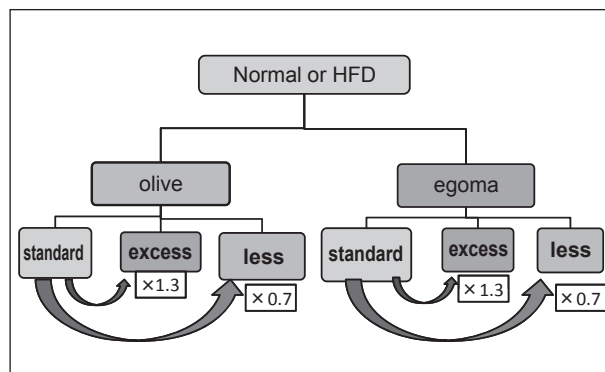 Normal or HFD
olive
egoma
standard
excess
less
standard
excess
less
×1.3
×0.7
×1.3
×0.7